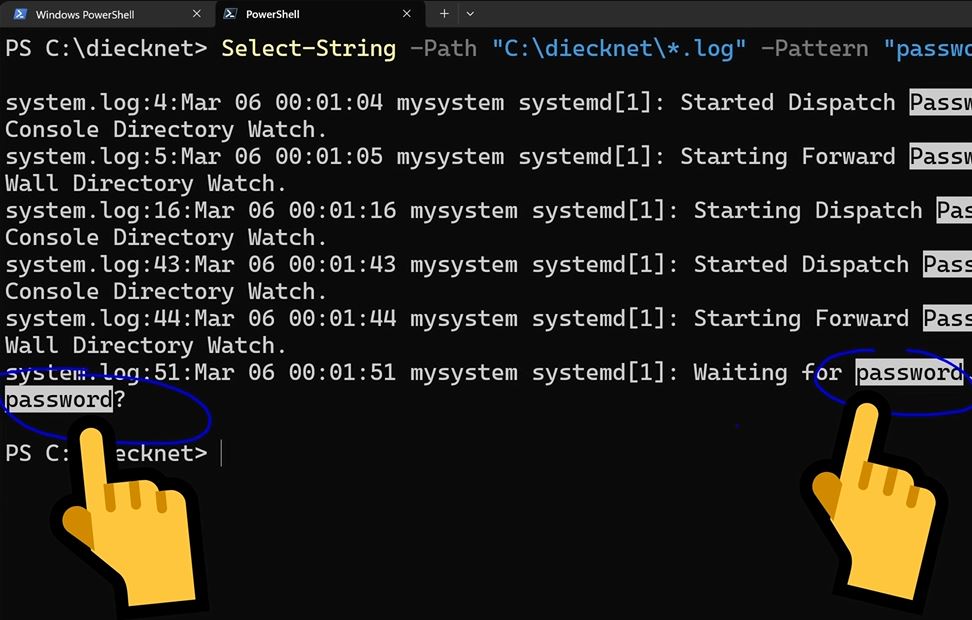 Windows PowerShell
PowerShell
PS C:\diecknet> Select-String -Path "C:\diecknet\*.log" -Pattern "passwo
system.log:4:Mar 06 00:01:04 mysystem systemd[1]: Started Dispatch Passw
Console Directory Watch.
system.log:5:Mar 06 00:01:05 mysystem systemd[1]: Starting Forward Passw
Wall Directory Watch.
system.log:16:Mar 06 00:01:16 mysystem systemd[1]: Starting Dispatch Pas
Console Directory Watch.
system.log:43:Mar 06 00:01:43 mysystem systemd[1]: Started Dispatch Pass
Console Directory Watch.
system.log:44:Mar 06 00:01:44 mysystem systemd[1]: Starting Forward Pass
Wall Directory Watch.
system.log:51:Mar 06 00:01:51 mysystem systemd[1]: Waiting for password
password?
PS C: ecknet>